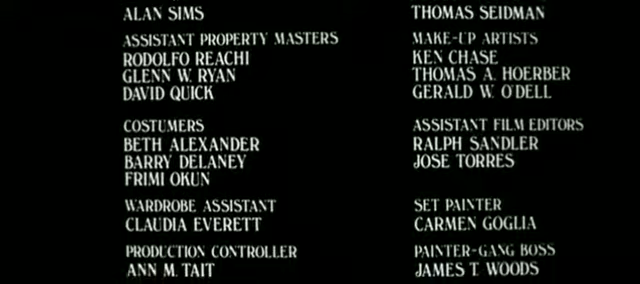 ALAN SIMS
ASSISTANT PROPERTY MASTERS
RODOLFO REACHI
GLENN W. RYAN
DAVID QUICK
COSTUMERS
BETH ALEXANDER
BARRY DELANEY
FRIMI OKUN
WARDROBE ASSISTANT
CLAUDIA EVERETT
PRODUCTION CONTROLLER
ANN M. TAIT
THOMAS SEIDMAN
MAKE-UP ARTISTS
KEN CHASE
THOMAS A. HOERBER
GERALD W. O'DELL
ASSISTANT FILM EDITORS
RALPH SANDLER
JOSE TORRES
SET PAINTER
CARMEN GOGLIA
PAINTER-GANG BOSS
JAMES T. WOODS